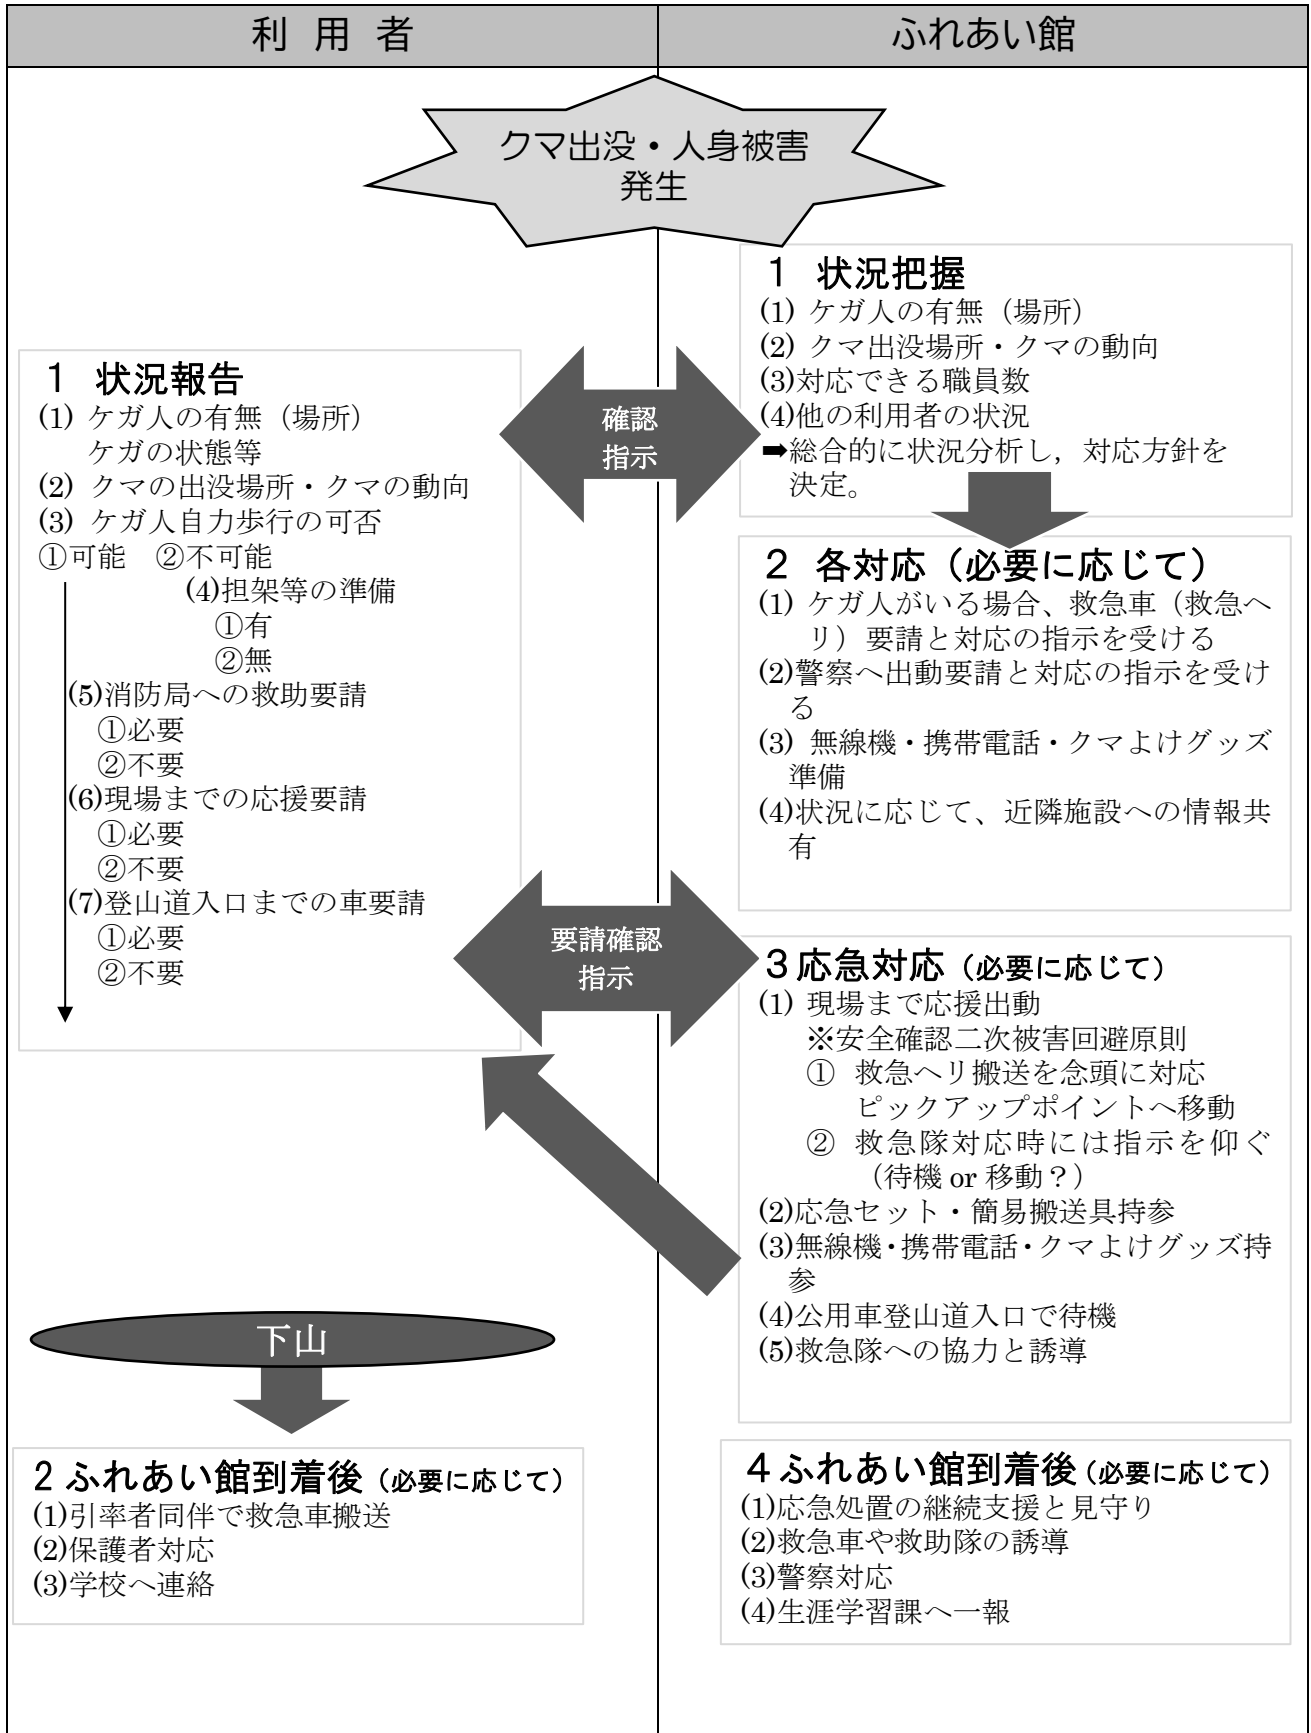 利 用 者
ふれあい館
クマ出没・人身被害
発生
1 状況報告
(1) ケガ人の有無（場所）
ケガの状態等
(2) クマの出没場所・クマの動向
(3) ケガ人自力歩行の可否
①可能 ②不可能
(4)担架等の準備
①有
②無
(5)消防局への救助要請
①必要
②不要
(6)現場までの応援要請
①必要
②不要
(7)登山道入口までの車要請
①必要
②不要
確認
指示
1 状況把握
(1) ケガ人の有無（場所）
(2) クマ出没場所・クマの動向
(3)対応できる職員数
(4)他の利用者の状況
➡総合的に状況分析し，対応方針を
決定。
2 各対応（必要に応じて）
(1) ケガ人がいる場合、救急車（救急ヘ
リ）要請と対応の指示を受ける
(2)警察へ出動要請と対応の指示を受け
る
(3) 無線機・携帯電話・クマよけグッズ
準備
(4)状況に応じて、近隣施設への情報共
有
要請確認
指示
3応急対応（必要に応じて）
(1) 現場まで応援出動
※安全確認二次被害回避原則
① 救急ヘリ搬送を念頭に対応
ピックアップポイントへ移動
② 救急隊対応時には指示を仰ぐ
（待機 or 移動？）
(2)応急セット・簡易搬送具持参
(3)無線機・携帯電話・クマよけグッズ持
参
(4)公用車登山道入口で待機
(5)救急隊への協力と誘導
下山
2ふれあい館到着後（必要に応じて）
(1)引率者同伴で救急車搬送
(2)保護者対応
(3)学校へ連絡
4ふれあい館到着後（必要に応じて）
(1)応急処置の継続支援と見守り
(2)救急車や救助隊の誘導
(3)警察対応
(4)生涯学習課へ一報